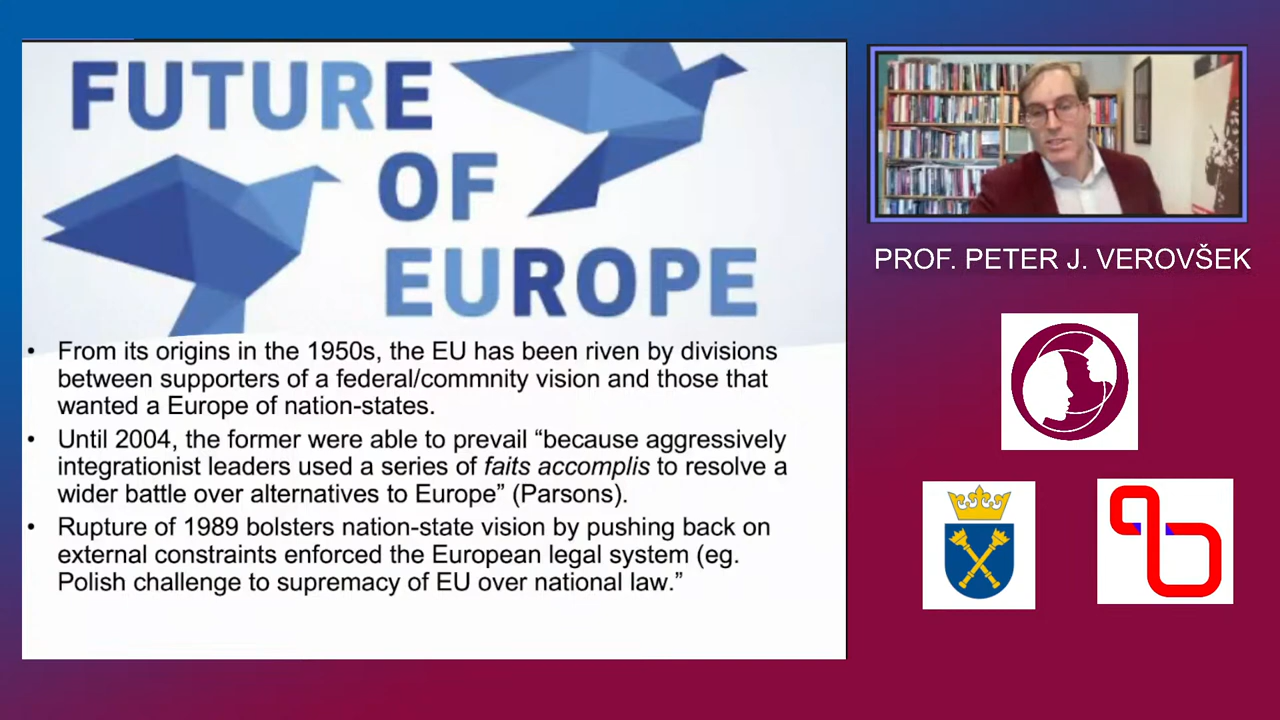 FUTURE
OF
EUROPE
• From its origins in the 1950s, the EU has been riven by divisions
between supporters of a federal/commnity vision and those that
wanted a Europe of nation-states.
• Until 2004, the former were able to prevail “because aggressively
integrationist leaders used a series of faits accomplis to resolve a
wider battle over alternatives to Europe” (Parsons).
• Rupture of 1989 bolsters nation-state vision by pushing back on
external constraints enforced the European legal system (eg.
Polish challenge to supremacy of EU over national law.”
PROF. PETER J. VEROVŠEK